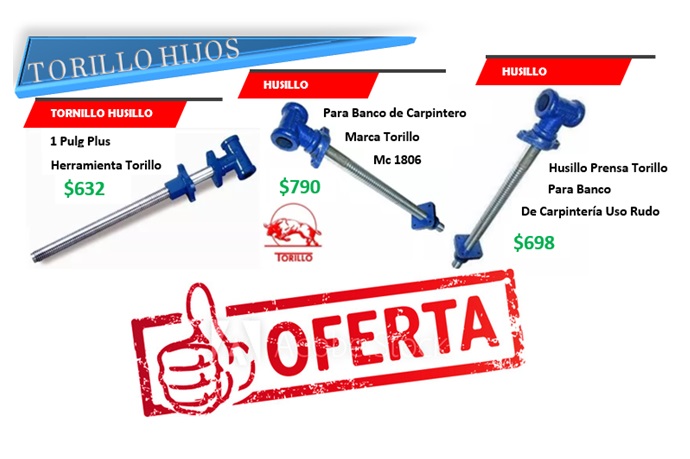 TORILLO HIJOS
TORNILLO HUSILLO
1 Pulg Plus
Herramienta Torillo
$632
HUSILLO
Para Banco de Carpintero
Marca Torillo
Mc 1806
$790
TORILLO
HUSILLO
Husillo Prensa Torillo
Para Banco
De Carpintería Uso Rudo
$698
OFERTA